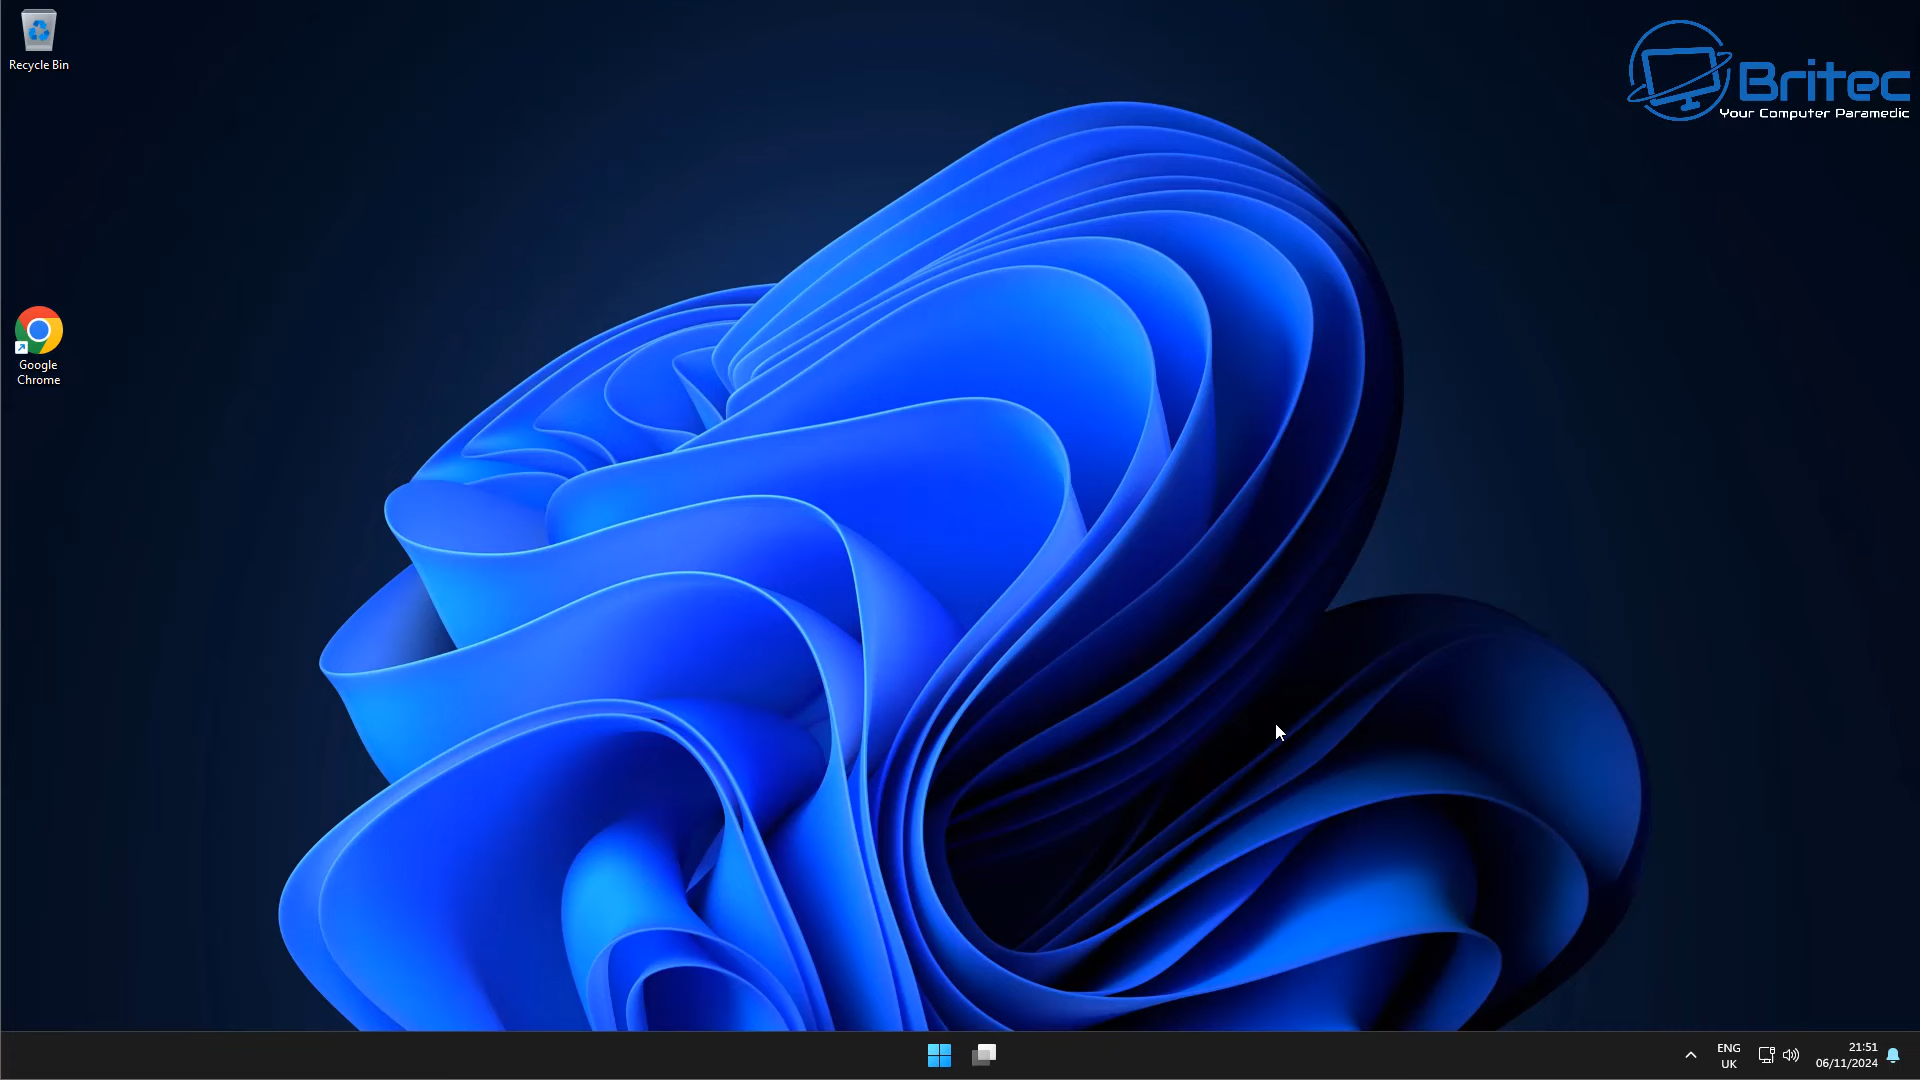 Recycle Bin
Britec
Your Computer Paramedic
Google
Chrome
ENG
UK
21:51
06/11/2024